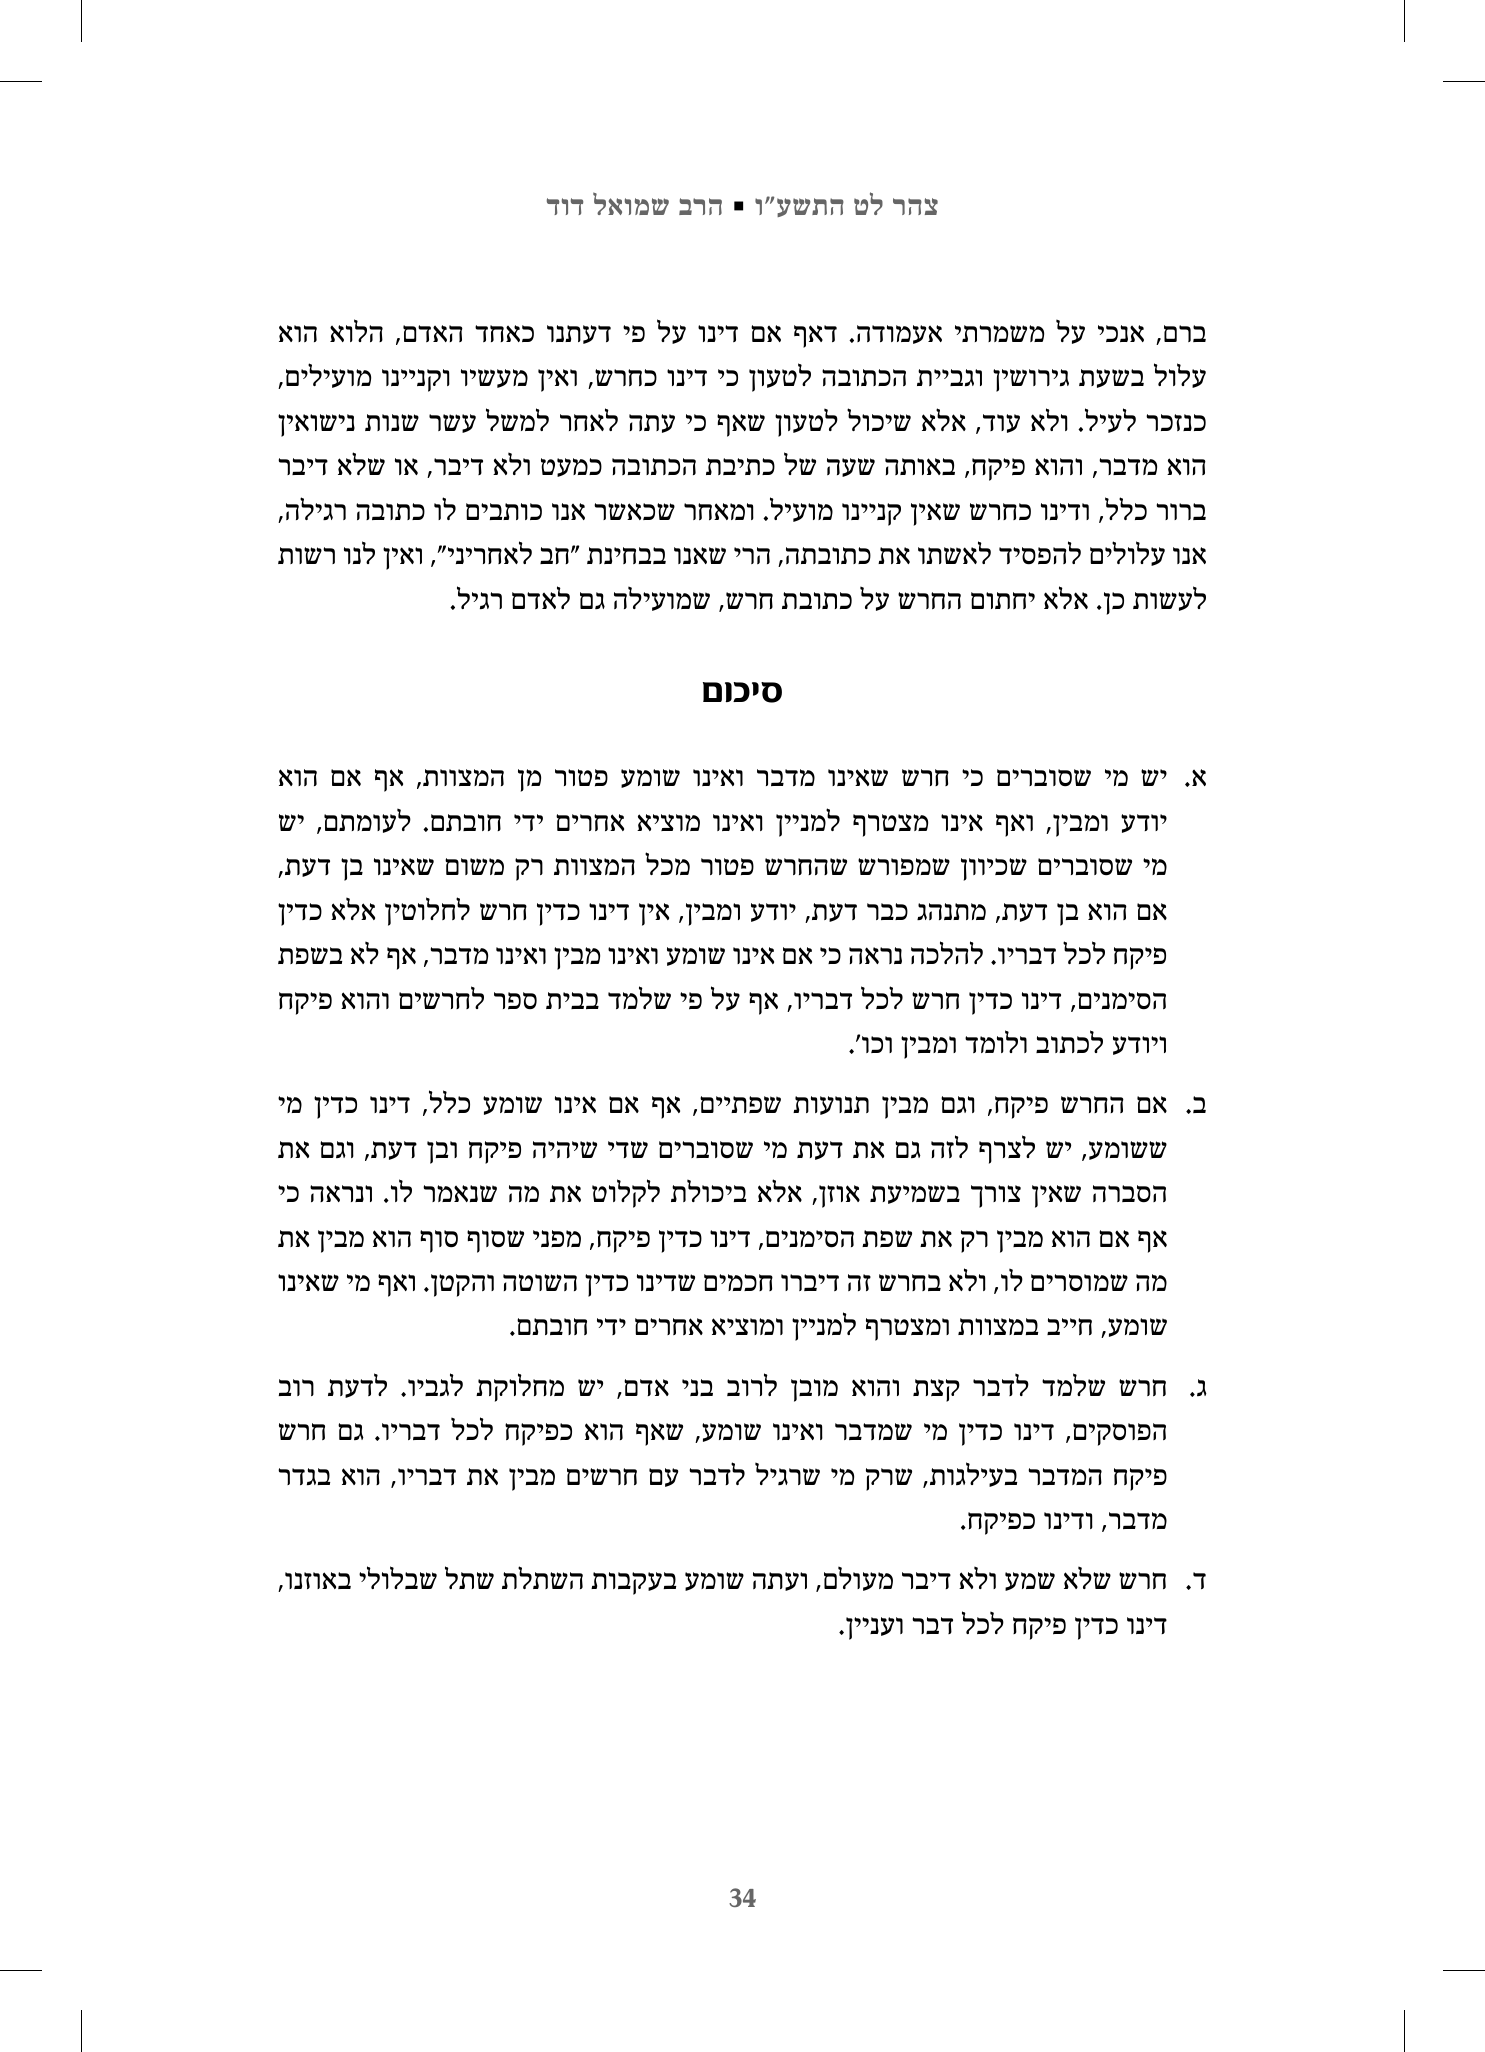 צהר לט התשע"ו ▪ הרב שמואל דוד
ברם, אנכי על משמרתי אעמודה. דאף אם דינו על פי דעתנו כאחד האדם, הלוא הוא
עלול בשעת גירושין וגביית הכתובה לטעון כי דינו כחרש, ואין מעשיו וקניינו מועילים,
כנזכר לעיל. ולא עוד, אלא שיכול לטעון שאף כי עתה לאחר למשל עשר שנות נישואין
הוא מדבר, והוא פיקח, באותה שעה של כתיבת הכתובה כמעט ולא דיבר, או שלא דיבר
ברור כלל, ודינו כחרש שאין קניינו מועיל. ומאחר שכאשר אנו כותבים לו כתובה רגילה,
אנו עלולים להפסיד לאשתו את כתובתה, הרי שאנו בבחינת "חב לאחריני", ואין לנו רשות
לעשות כן. אלא יחתום החרש על כתובת חרש, שמועילה גם לאדם רגיל.
סיכום
א. יש מי שסוברים כי חרש שאינו מדבר ואינו שומע פטור מן המצוות, אף אם הוא
יודע ומבין, ואף אינו מצטרף למניין ואינו מוציא אחרים ידי חובתם. לעומתם, יש
מי שסוברים שכיוון שמפורש שהחרש פטור מכל המצוות רק משום שאינו בן דעת,
אם הוא בן דעת, מתנהג כבר דעת, יודע ומבין, אין דינו כדין חרש לחלוטין אלא כדין
פיקח לכל דבריו. להלכה נראה כי אם אינו שומע ואינו מבין ואינו מדבר, אף לא בשפת
הסימנים, דינו כדין חרש לכל דבריו, אף על פי שלמד בבית ספר לחרשים והוא פיקח
ויודע לכתוב ולומד ומבין וכו'.
ב. אם החרש פיקח, וגם מבין תנועות שפתיים, אף אם אינו שומע כלל, דינו כדין מי
ששומע, יש לצרף לזה גם את דעת מי שסוברים שדי שיהיה פיקח ובן דעת, וגם את
הסברה שאין צורך בשמיעת אוזן, אלא ביכולת לקלוט את מה שנאמר לו. ונראה כי
אף אם הוא מבין רק את שפת הסימנים, דינו כדין פיקח, מפני שסוף סוף הוא מבין את
מה שמוסרים לו, ולא בחרש זה דיברו חכמים שדינו כדין השוטה והקטן. ואף מי שאינו
שומע, חייב במצוות ומצטרף למניין ומוציא אחרים ידי חובתם.
ג. חרש שלמד לדבר קצת והוא מובן לרוב בני אדם, יש מחלוקת לגביו. לדעת רוב
הפוסקים, דינו כדין מי שמדבר ואינו שומע, שאף הוא כפיקח לכל דבריו. גם חרש
פיקח המדבר בעילגות, שרק מי שרגיל לדבר עם חרשים מבין את דבריו, הוא בגדר
מדבר, ודינו כפיקח.
ד. חרש שלא שמע ולא דיבר מעולם, ועתה שומע בעקבות השתלת שתל שבלולי באוזנו,
דינו כדין פיקח לכל דבר ועניין.
34